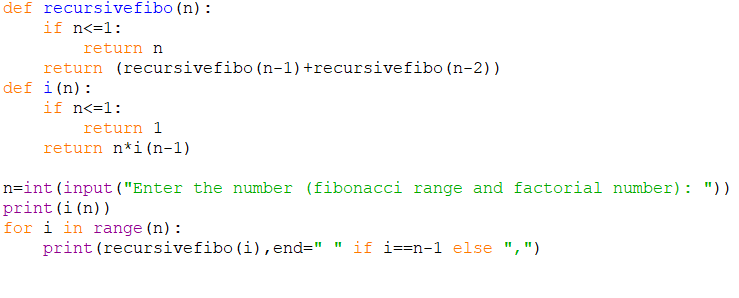 def recursivefibo(n):
    if n<=1:
        return n
    return (recursivefibo(n-1)+recursivefibo(n-2))
def i(n):
    if n<=1:
        return 1
    return n*i(n-1)

n=int(input("Enter the number (fibonacci range and factorial number): "))
print(i(n))
for i in range(n):
    print(recursivefibo(i),end=" " if i==n-1 else ",")